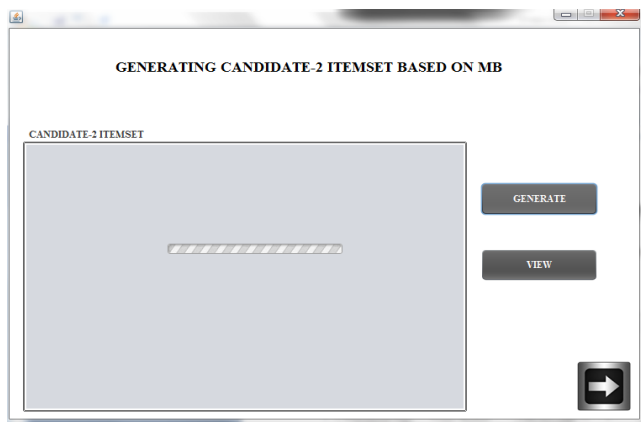 GENERATING CANDIDATE-2 ITEMSET BASED ON MB
CANDIDATE-2 ITEMSET
GENERATE
VIEW